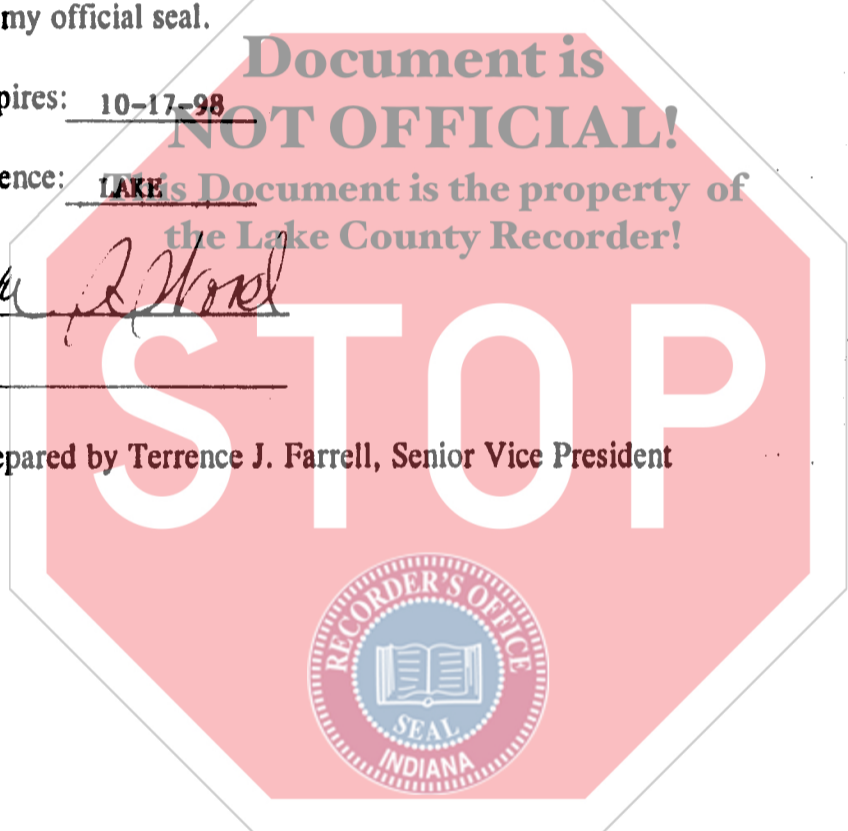 my official seal.
Document is
pires: 10-17-98
NOT OFFICIAL!
ence: LAKE
This Document is the property of
the Lake County Recorder!
STOP
epared by Terrence J. Farrell, Senior Vice President
RECORDER'S OFFICE
SEAL
INDIANA